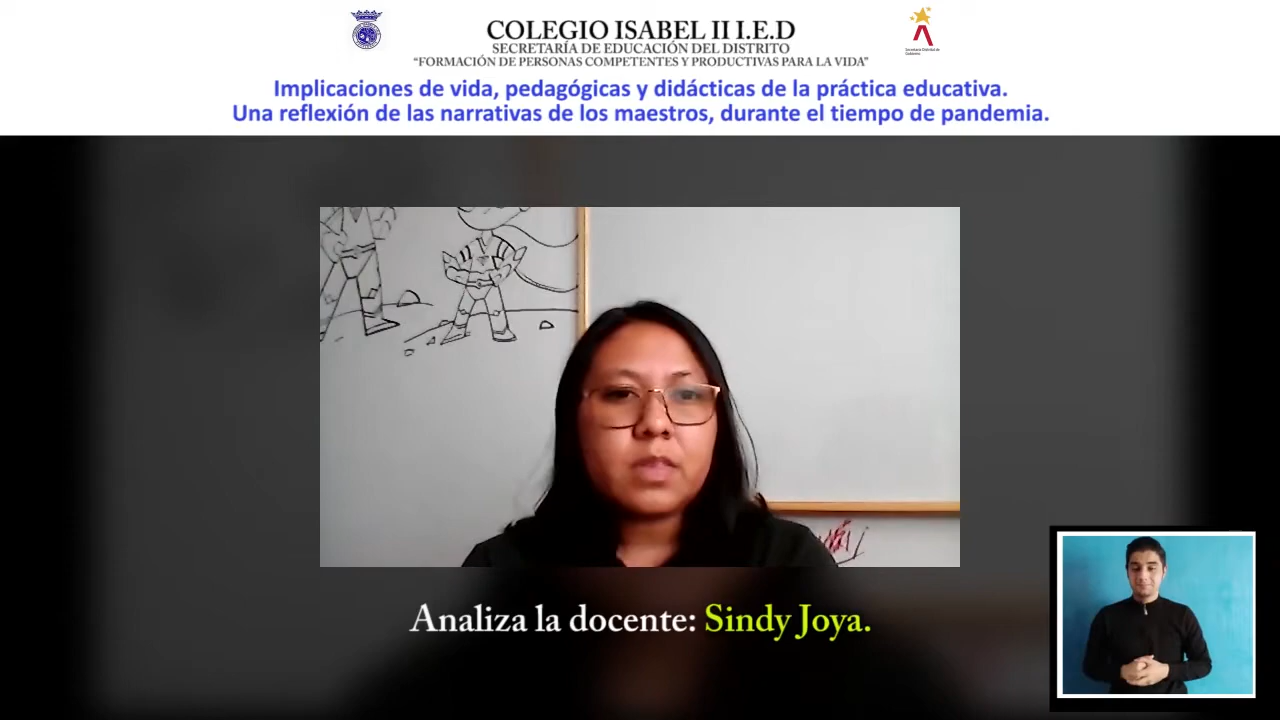 COLEGIO ISABEL II I.E.D
SECRETARÍA DE EDUCACIÓN DEL DISTRITO
“FORMACIÓN DE PERSONAS COMPETENTES Y PRODUCTIVAS PARA LA VIDA”
Implicaciones de vida, pedagógicas y didácticas de la práctica educativa.
Una reflexión de las narrativas de los maestros, durante el tiempo de pandemia.
Analiza la docente: Sindy Joya.